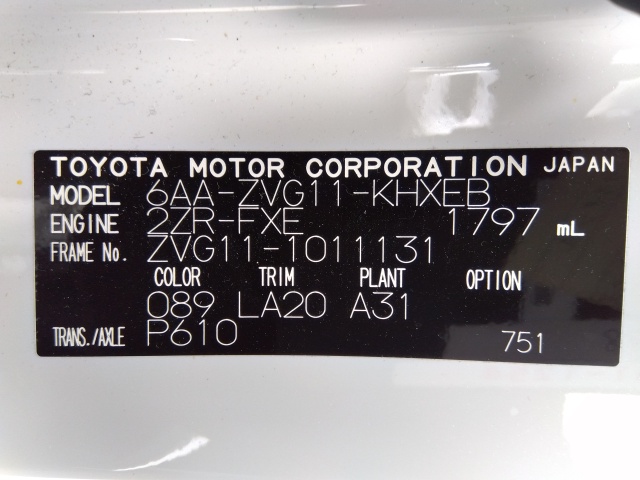 TOYOTA MOTOR CORPORATION JAPAN
MODEL 6AA-ZVG11-KHXEB
ENGINE 2ZR-FXE 1797 mL
FRAME No. ZVG11-1011131
COLOR TRIM PLANT OPTION
089 LA20 A31
TRANS./AXLE P610 751